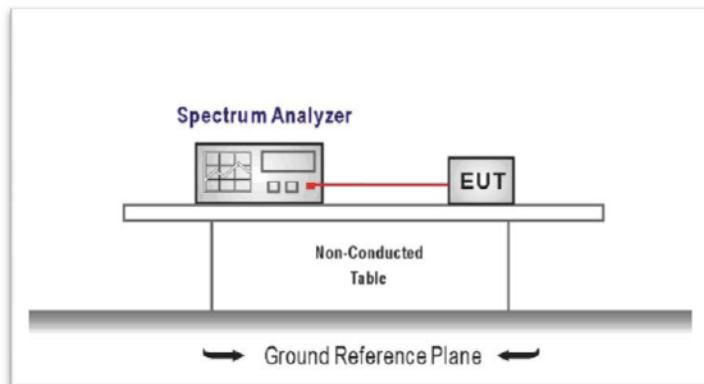 Spectrum Analyzer
EUT
Non-Conducted
Table
Ground Reference Plane